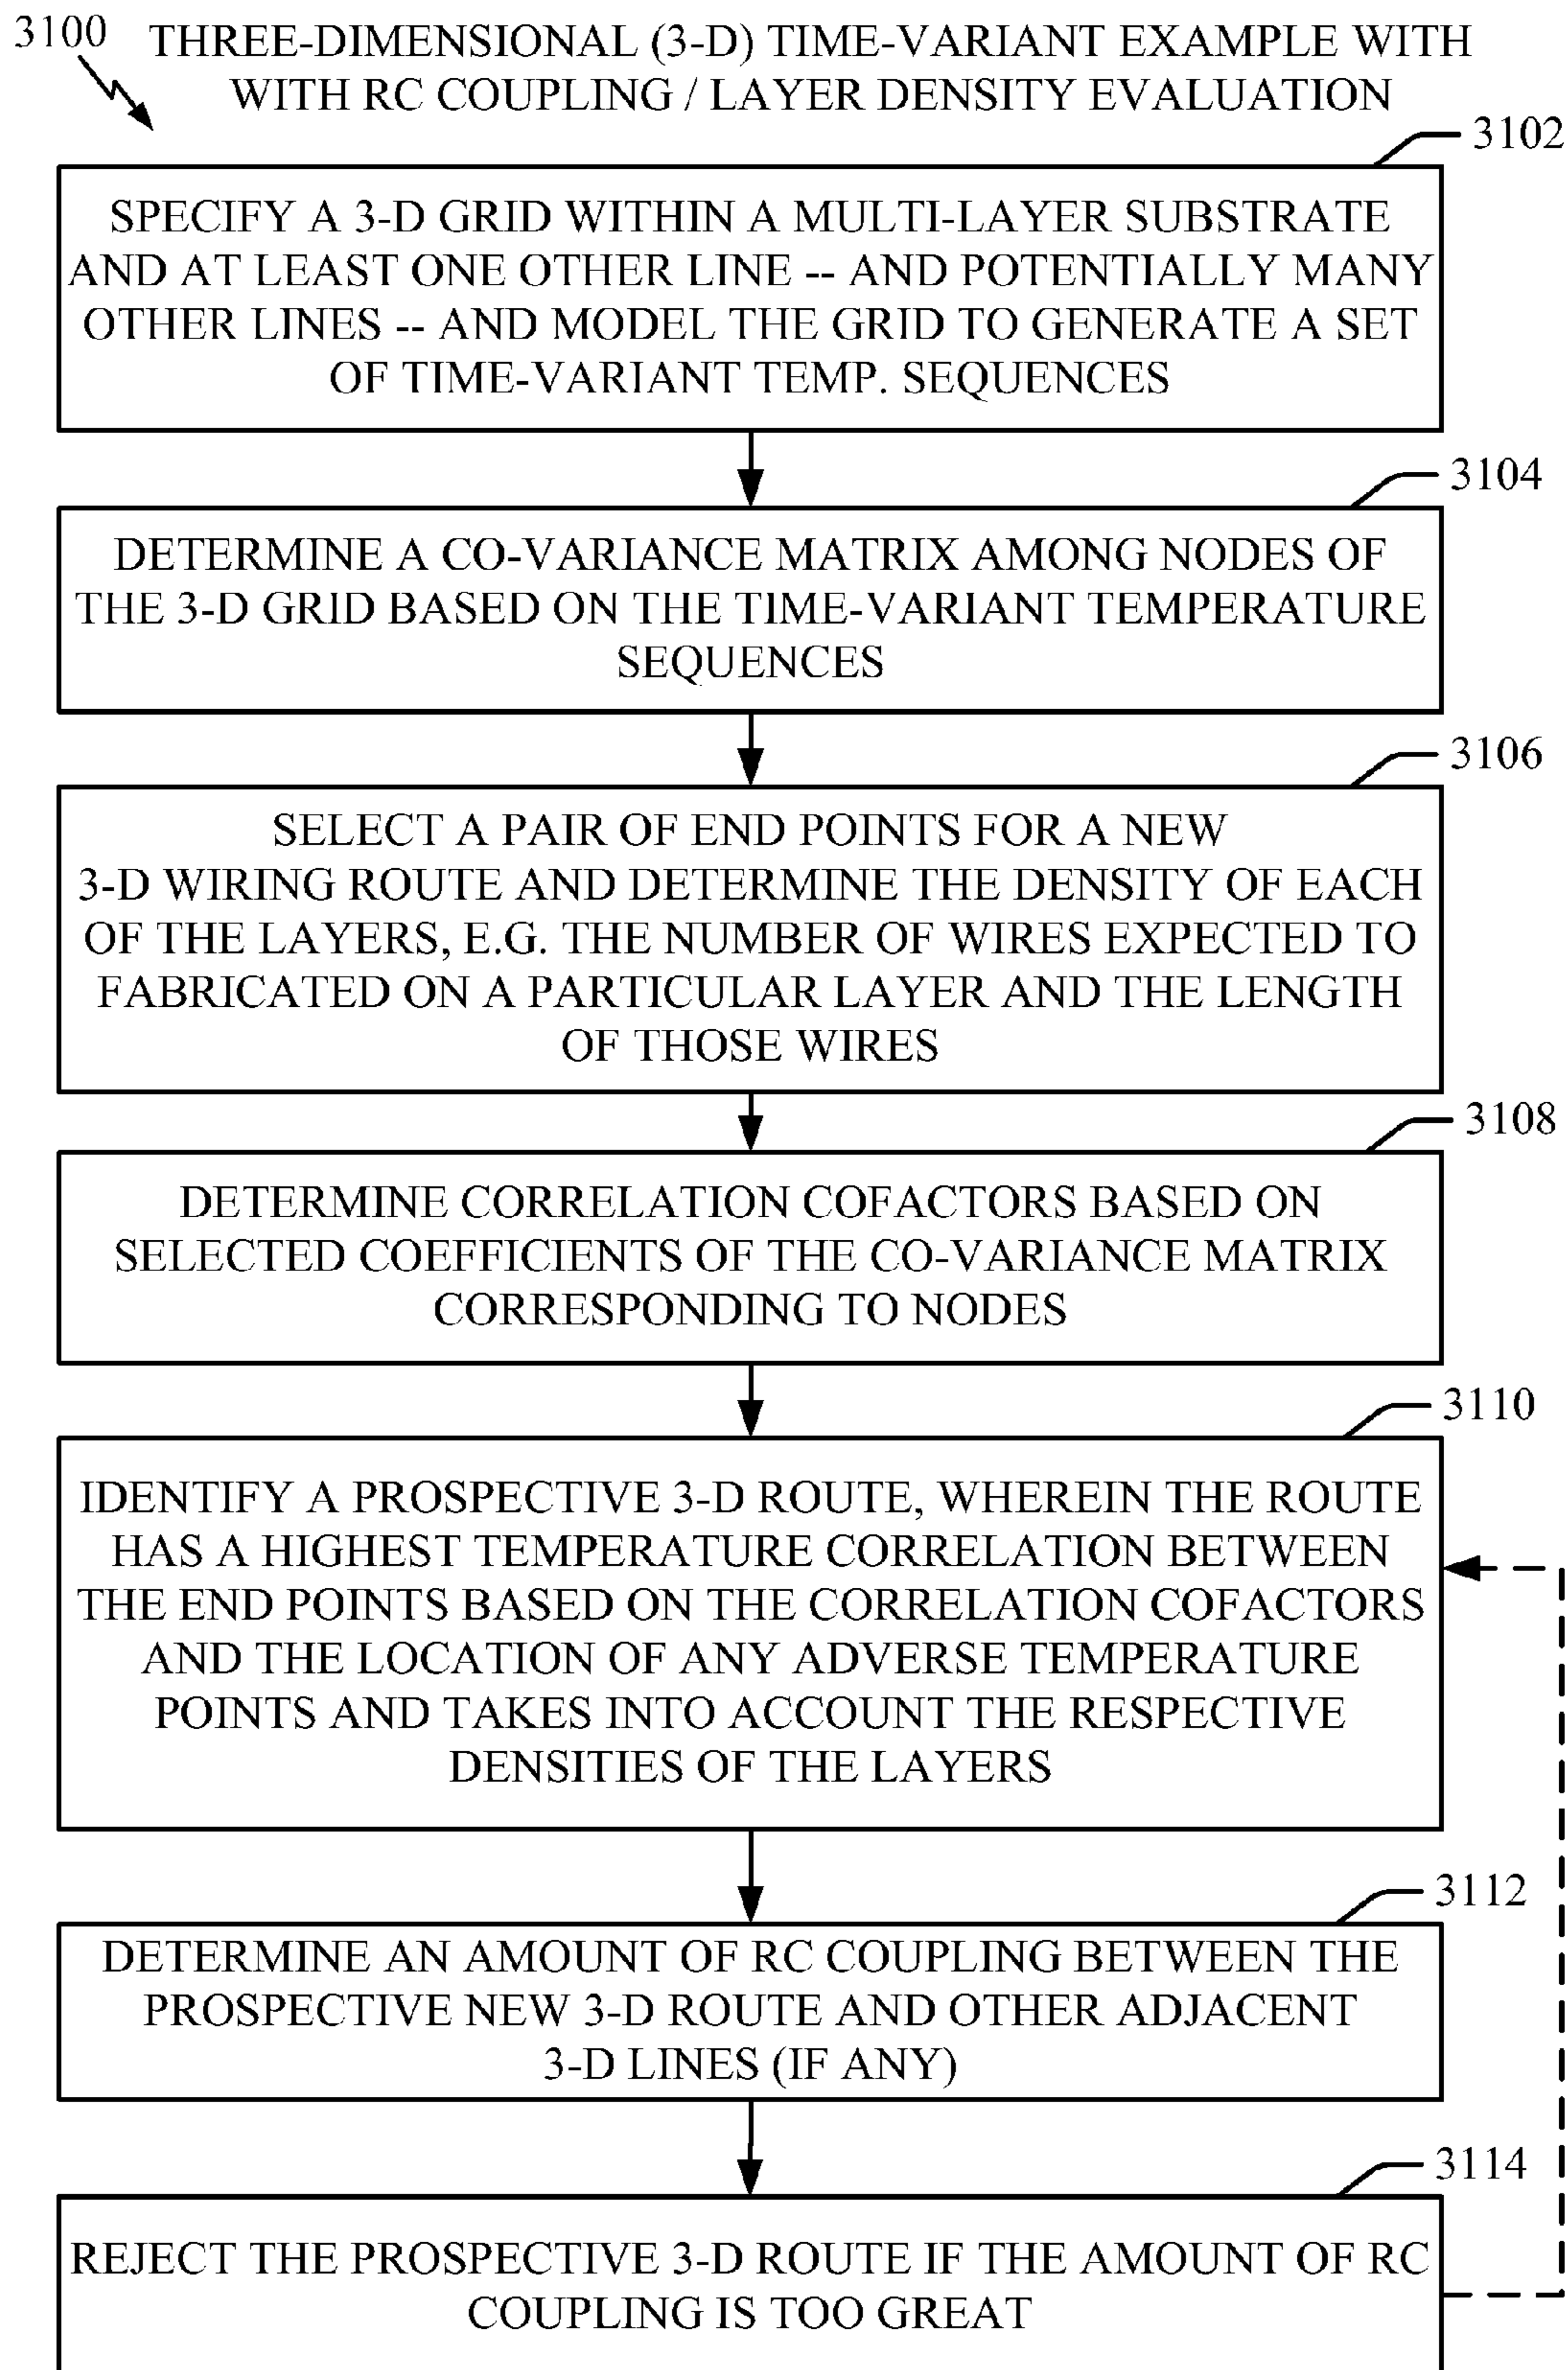 3100
THREE-DIMENSIONAL (3-D) TIME-VARIANT EXAMPLE WITH
WITH RC COUPLING / LAYER DENSITY EVALUATION
3102
SPECIFY A 3-D GRID WITHIN A MULTI-LAYER SUBSTRATE
AND AT LEAST ONE OTHER LINE -- AND POTENTIALLY MANY
OTHER LINES -- AND MODEL THE GRID TO GENERATE A SET
OF TIME-VARIANT TEMP. SEQUENCES
3104
DETERMINE A CO-VARIANCE MATRIX AMONG NODES OF
THE 3-D GRID BASED ON THE TIME-VARIANT TEMPERATURE
SEQUENCES
3106
SELECT A PAIR OF END POINTS FOR A NEW
3-D WIRING ROUTE AND DETERMINE THE DENSITY OF EACH
OF THE LAYERS, E.G. THE NUMBER OF WIRES EXPECTED TO
FABRICATED ON A PARTICULAR LAYER AND THE LENGTH
OF THOSE WIRES
3108
DETERMINE CORRELATION COFACTORS BASED ON
SELECTED COEFFICIENTS OF THE CO-VARIANCE MATRIX
CORRESPONDING TO NODES
3110
IDENTIFY A PROSPECTIVE 3-D ROUTE, WHEREIN THE ROUTE
HAS A HIGHEST TEMPERATURE CORRELATION BETWEEN
THE END POINTS BASED ON THE CORRELATION COFACTORS
AND THE LOCATION OF ANY ADVERSE TEMPERATURE
POINTS AND TAKES INTO ACCOUNT THE RESPECTIVE
DENSITIES OF THE LAYERS
3112
DETERMINE AN AMOUNT OF RC COUPLING BETWEEN THE
PROSPECTIVE NEW 3-D ROUTE AND OTHER ADJACENT
3-D LINES (IF ANY)
3114
REJECT THE PROSPECTIVE 3-D ROUTE IF THE AMOUNT OF RC
COUPLING IS TOO GREAT